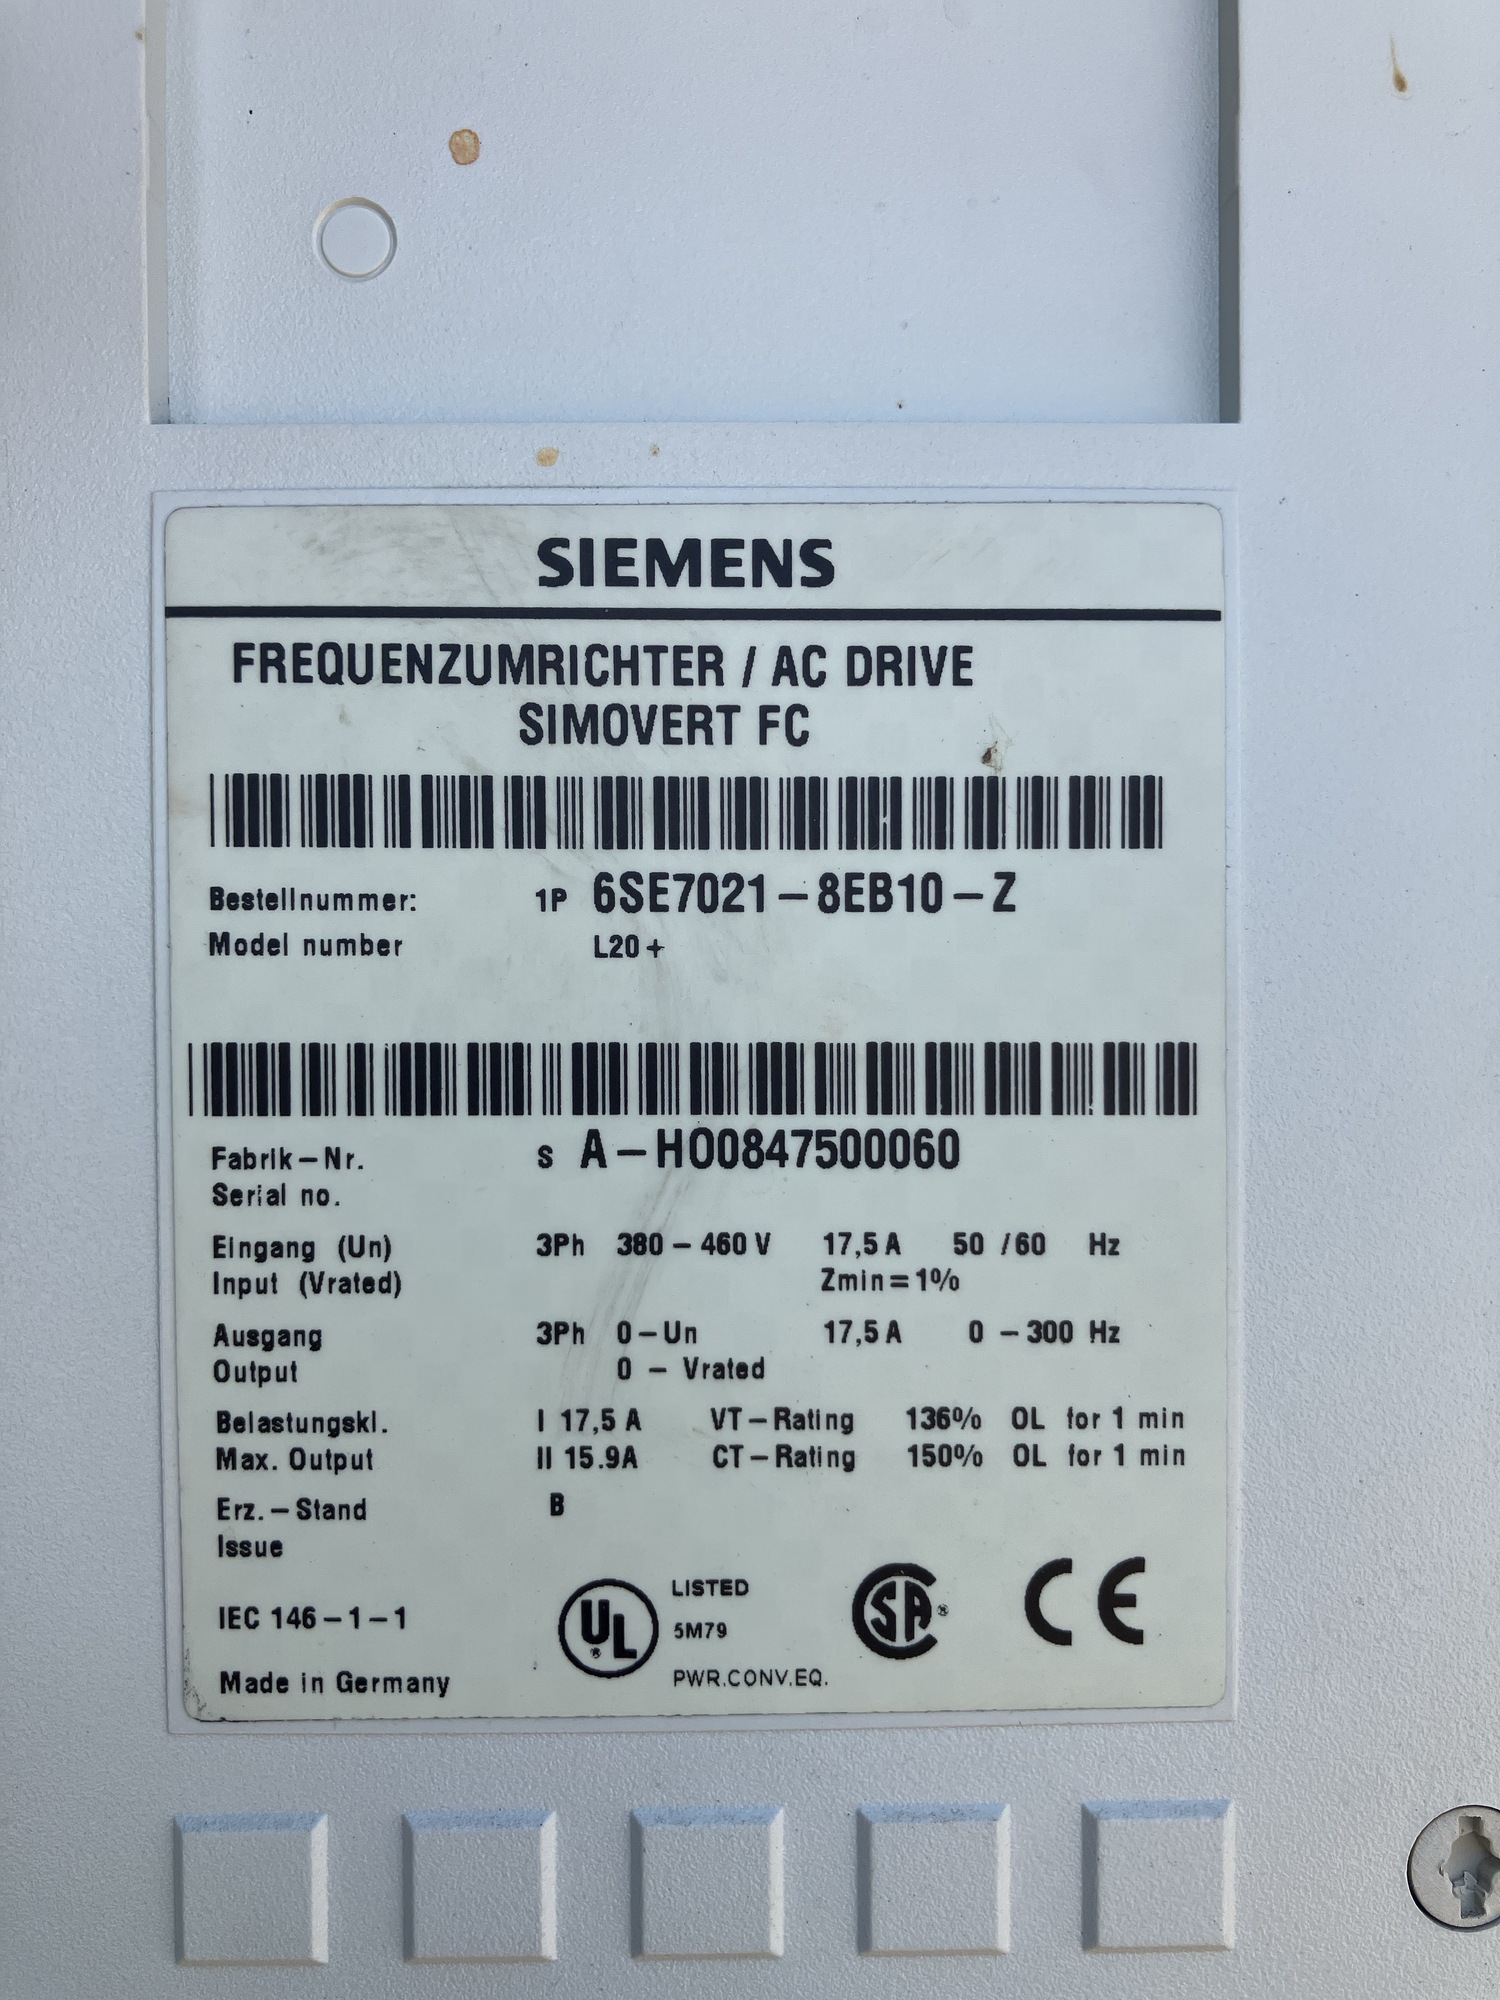 SIEMENS
FREQUENZUMRICHTER / AC DRIVE
SIMOVERT FC
Bestellnummer: 1P 6SE7021-8EB10-Z
Model number L20+
Fabrik-Nr. S A-H00847500060
Serial no.
Eingang (Un) 3Ph 380-460 V 17,5 A 50 /60 Hz
Input (Vrated) Zmin=1%
Ausgang 3Ph 0-Un 17,5 A 0 -300 Hz
Output 0 - Vrated
Belastungskl. I 17,5 A VT-Rating 136% OL for 1 min
Max. Output II 15.9A CT-Rating 150% OL for 1 min
Erz.-Stand B
Issue
IEC 146-1-1
UL® LISTED
5M79
PWR.CONV.EQ.
SA®
CE
Made in Germany